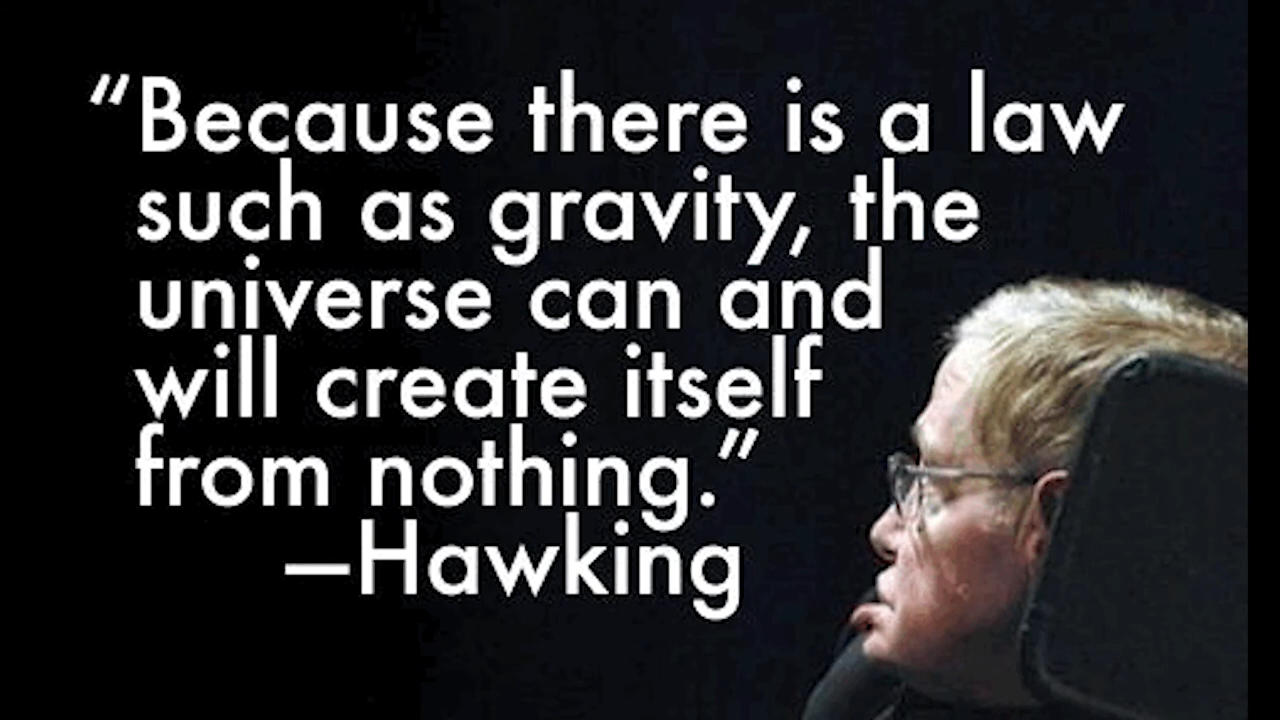 “Because there is a law
such as gravity, the
universe can and
will create itself
from nothing.”
—Hawking